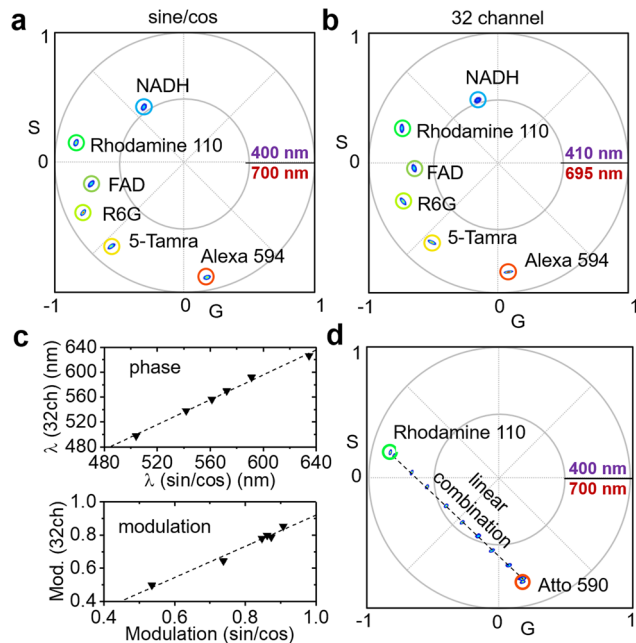 a
sine/cos
1
S
0
-1
0
1
G
NADH
Rhodamine 110
FAD
R6G
5-Tamra
Alexa 594
400 nm
700 nm
b
32 channel
1
S
0
-1
0
1
G
NADH
Rhodamine 110
FAD
R6G
5-Tamra
Alexa 594
410 nm
695 nm
c
λ (32ch) (nm)
640
600
560
520
480
phase
480 520 560 600 640
λ (sin/cos) (nm)
Mod. (32ch)
1.0
0.8
0.6
0.4
modulation
0.4 0.6 0.8 1.0
Modulation (sin/cos)
d
1
S
0
-1
0
1
G
Rhodamine 110
linear
combination
400 nm
700 nm
Atto 590